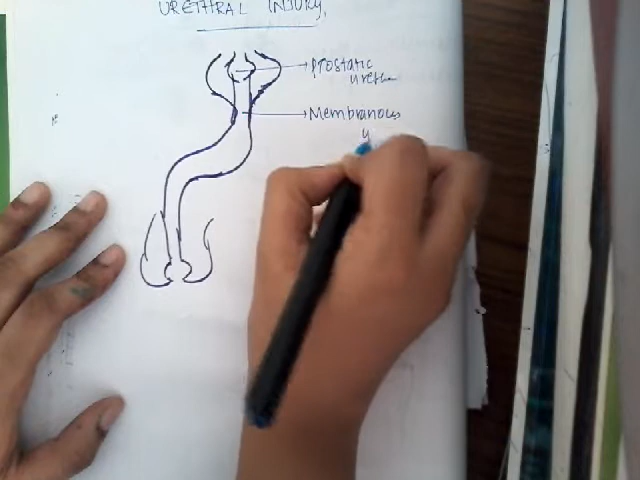 URETHRAL INJURY,
Prostatic
Urethra
Membranous
u